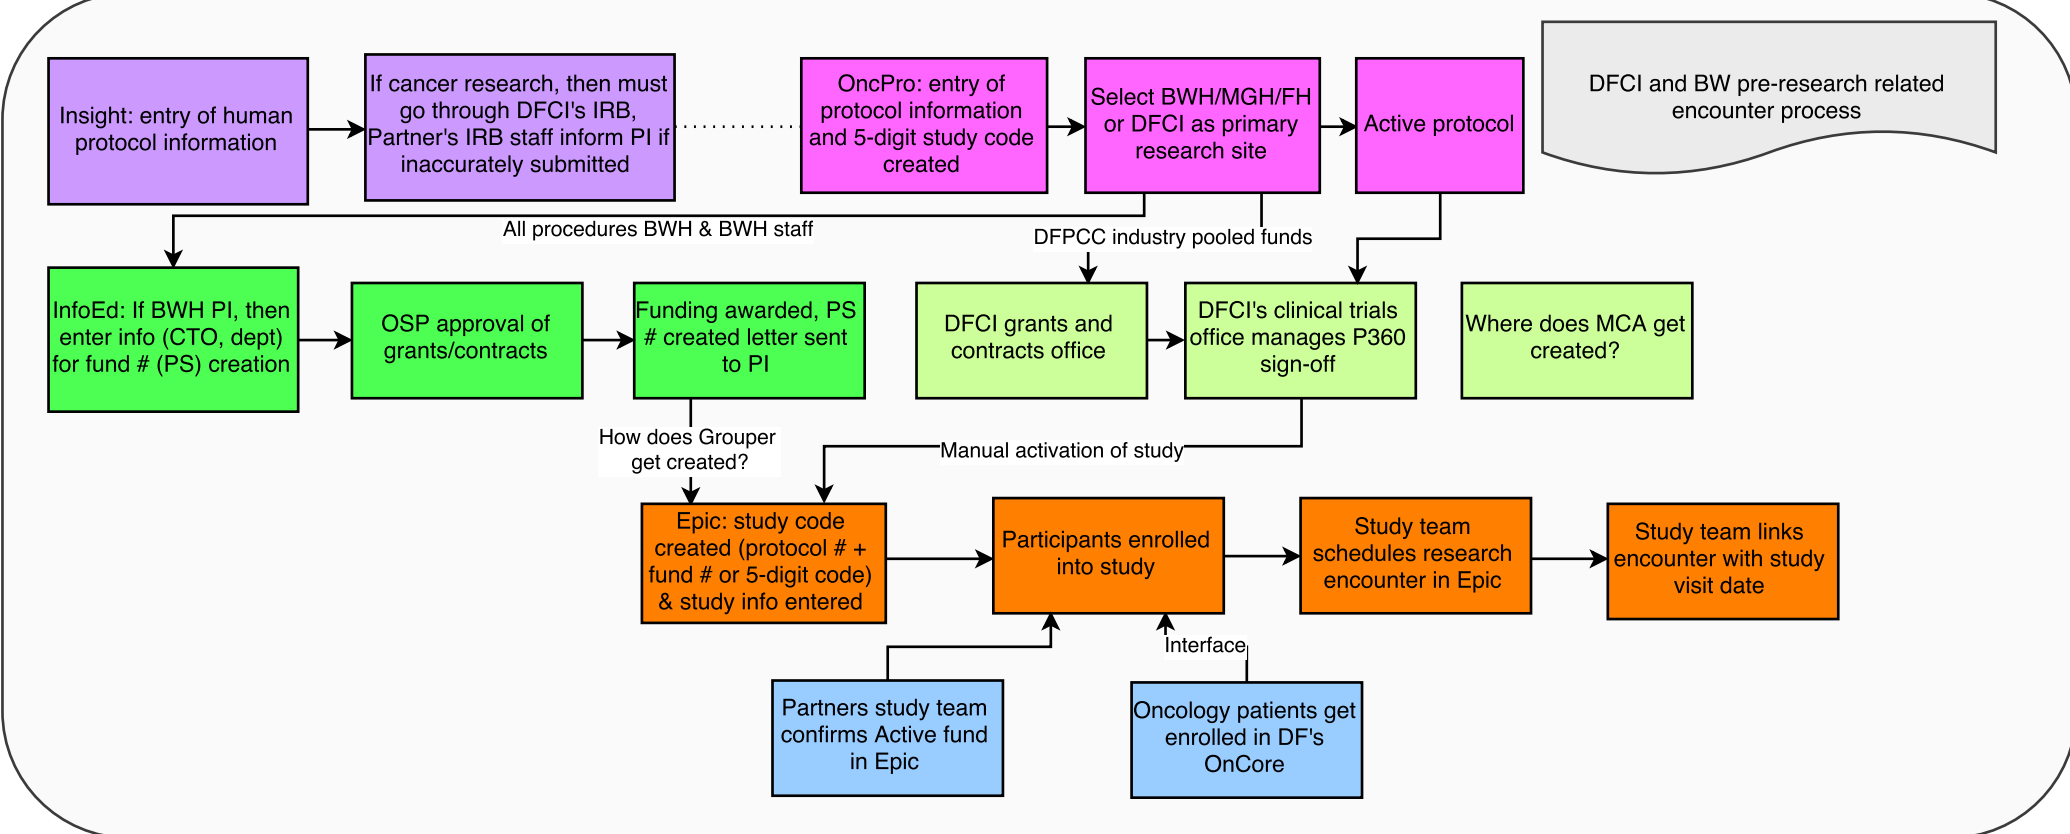 Insight: entry of human
protocol information
If cancer research, then must
go through DFCI's IRB,
Partner's IRB staff inform PI if
inaccurately submitted
OncPro: entry of
protocol information
and 5-digit study code
created
Select BWH/MGH/FH
or DFCI as primary
research site
Active protocol
DFCI and BW pre-research related
encounter process
All procedures BWH & BWH staff
DFPCC industry pooled funds
InfoEd: If BWH PI, then
enter info (CTO, dept)
for fund # (PS) creation
OSP approval of
grants/contracts
Funding awarded, PS
# created letter sent
to PI
DFCI grants and
contracts office
DFCI's clinical trials
office manages P360
sign-off
Where does MCA get
created?
How does Grouper
get created?
Manual activation of study
Epic: study code
created (protocol # +
fund # or 5-digit code)
& study info entered
Participants enrolled
into study
Study team
schedules research
encounter in Epic
Study team links
encounter with study
visit date
Interface
Partners study team
confirms Active fund
in Epic
Oncology patients get
enrolled in DF's
OnCore